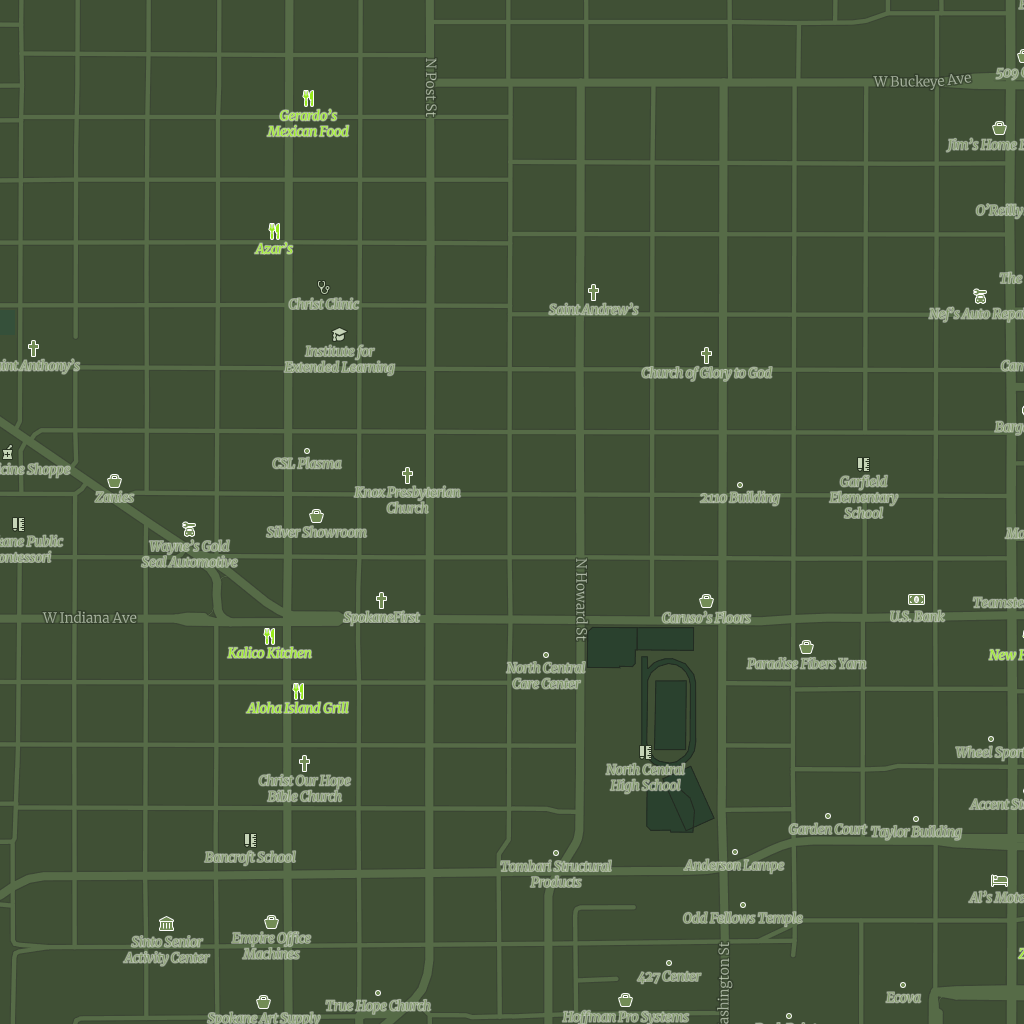 N Post St
W Buckeye Ave
509
Gerardo's
Mexican Food
Jim's Home
O'Reilly
Azar's
The
Christ Clinic
Saint Andrew's
Nef's Auto Repa
Institute for
Extended Learning
int Anthony's
Church of Glory to God
Barg
CSL Plasma
cine Shoppe
Zanies
Knox Presbyterian
Church
2110 Building
Garfield
Elementary
School
Silver Showroom
Wayne's Gold
Seal Automotive
ane Public
ontessori
N Howard St
W Indiana Ave
SpokaneFirst
Caruso's Floors
U.S. Bank
Teamste
Kalico Kitchen
North Central
Care Center
Paradise Fibers Yarn
New
Aloha Island Grill
Wheel Spor
Christ Our Hope
Bible Church
North Central
High School
Accent St
Garden Court
Taylor Building
Bancroft School
Tombari Structural
Products
Anderson Lampe
Al's Mote
Odd Fellows Temple
Sinto Senior
Activity Center
Empire Office
Machines
ashington St
427 Center
Ecova
True Hope Church
Spokane Art Supply
Hoffman Pro Systems